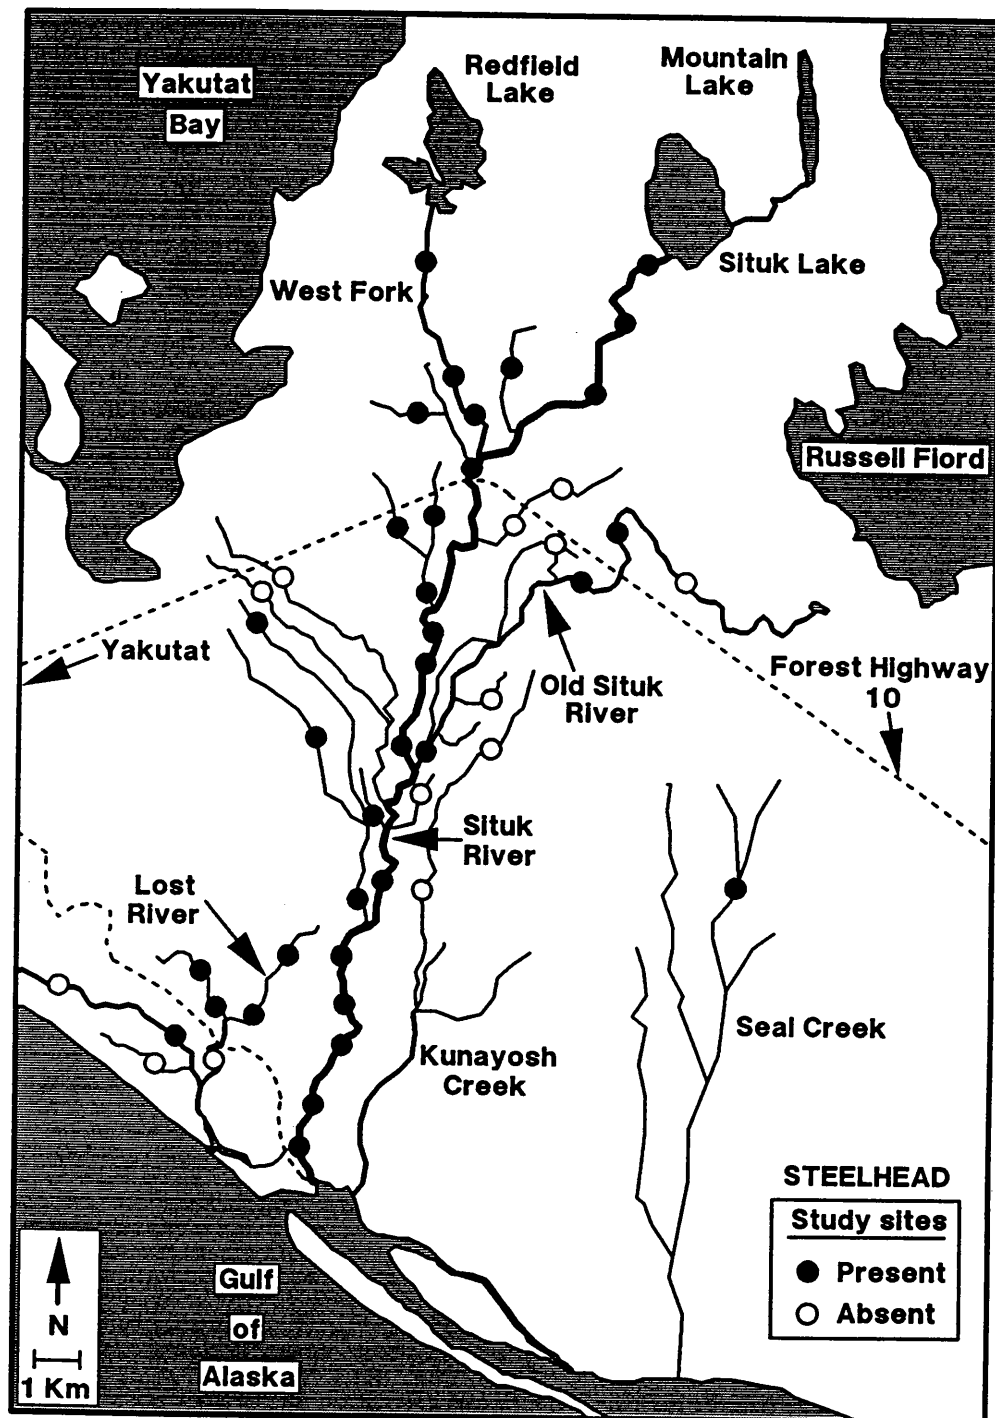 Yakutat
Bay
Redfield
Lake
Mountain
Lake
Situk Lake
West Fork
Russell Fiord
Yakutat
Old Situk
River
Forest Highway
10
Situk
River
Lost
River
Seal Creek
Kunayosh
Creek
STEELHEAD
Study sites
Present
Absent
Gulf
of
Alaska
N
1 Km